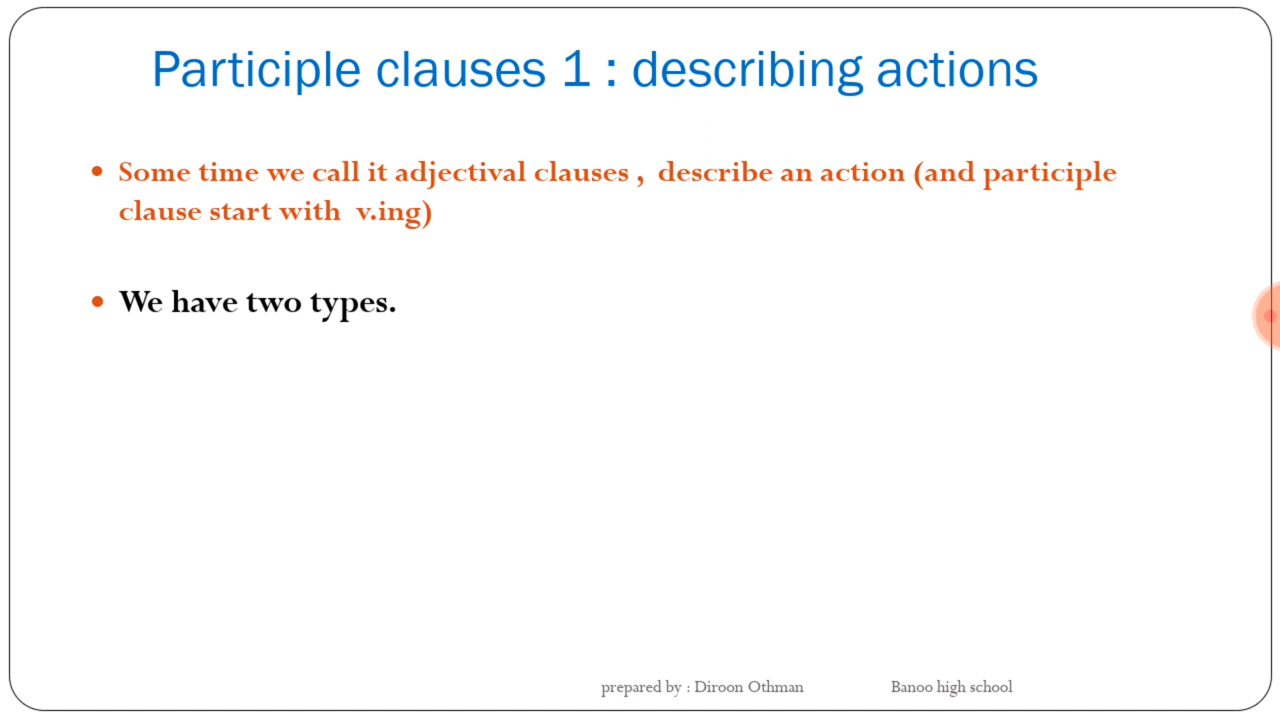 Participle clauses 1 : describing actions
• Some time we call it adjectival clauses , describe an action (and participle
clause start with v.ing)
• We have two types.
prepared by : Diroon Othman Banoo high school